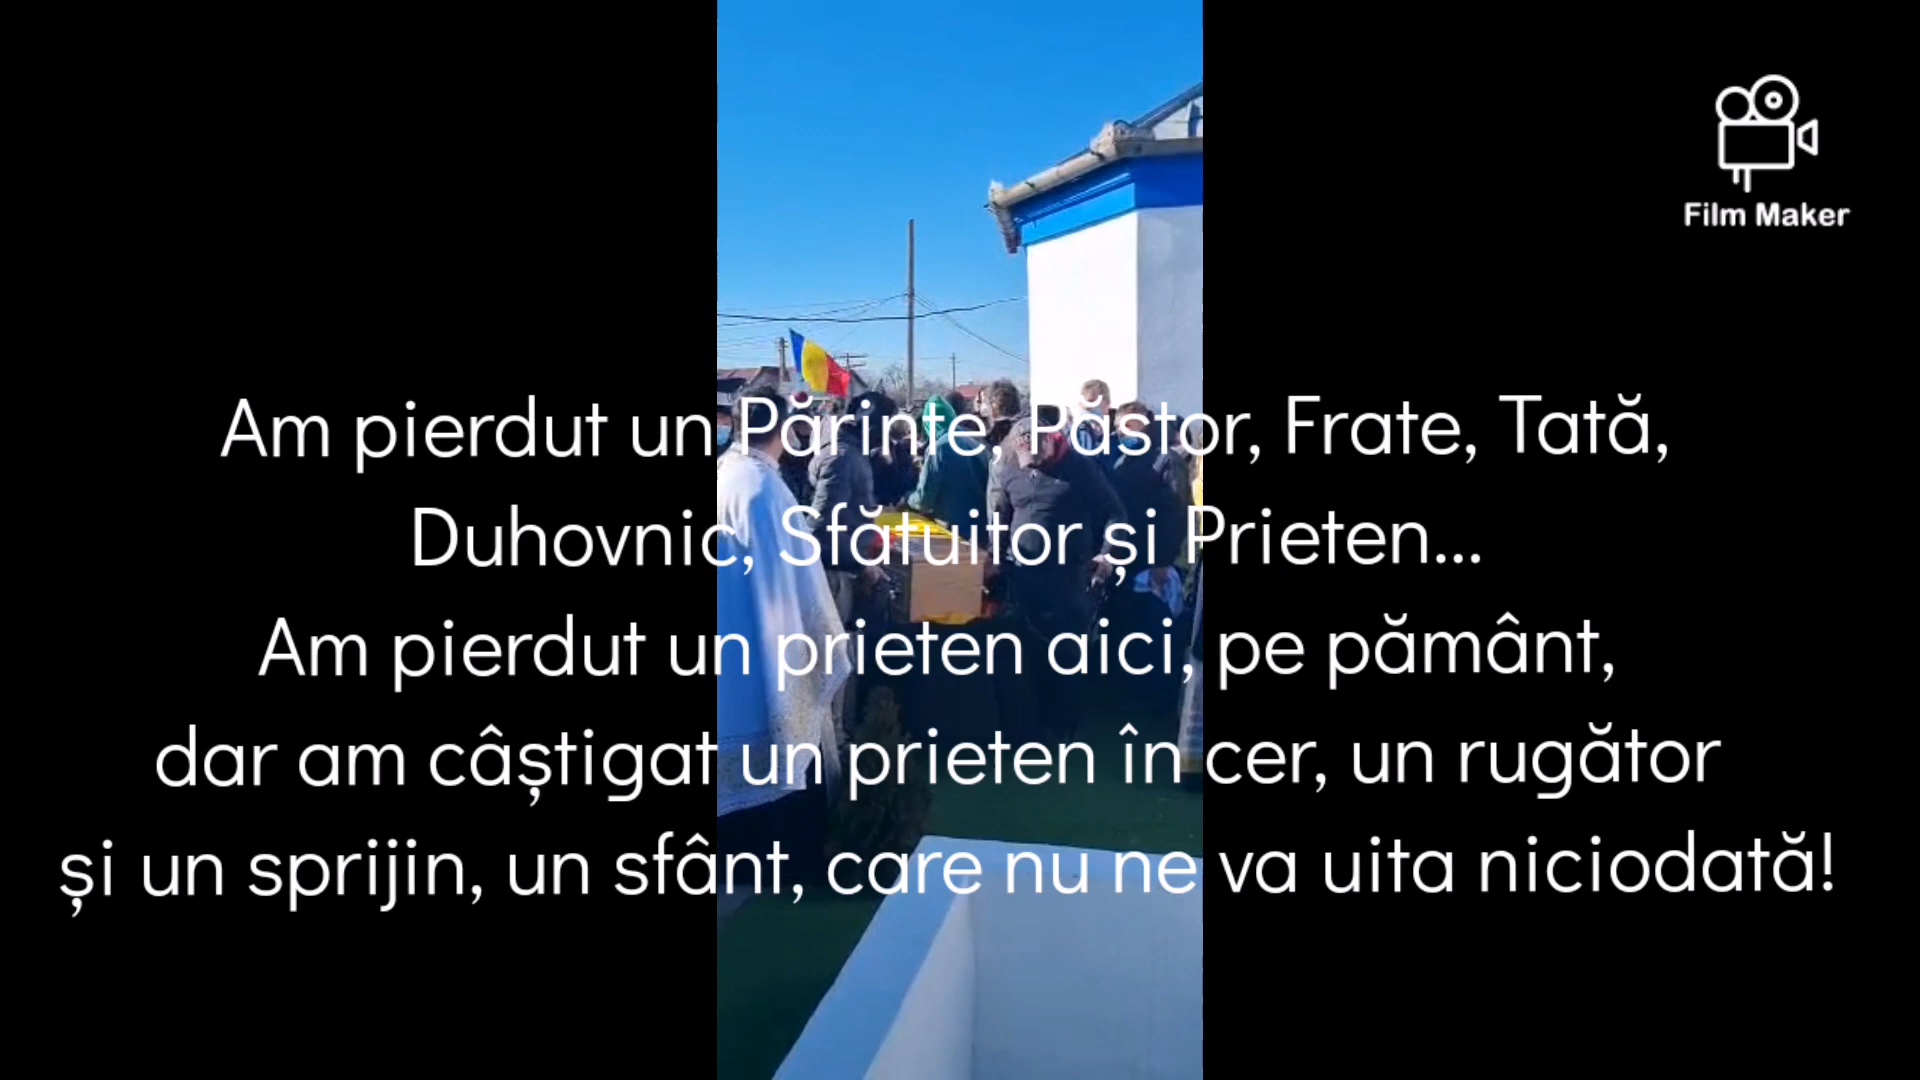 Film Maker
Am pierdut un Părinte, Păstor, Frate, Tată,
Duhovnic, Sfătuitor și Prieten...
Am pierdut un prieten aici, pe pământ,
dar am câștigat un prieten în cer, un rugător
și un sprijin, un sfânt, care nu ne va uita niciodată!